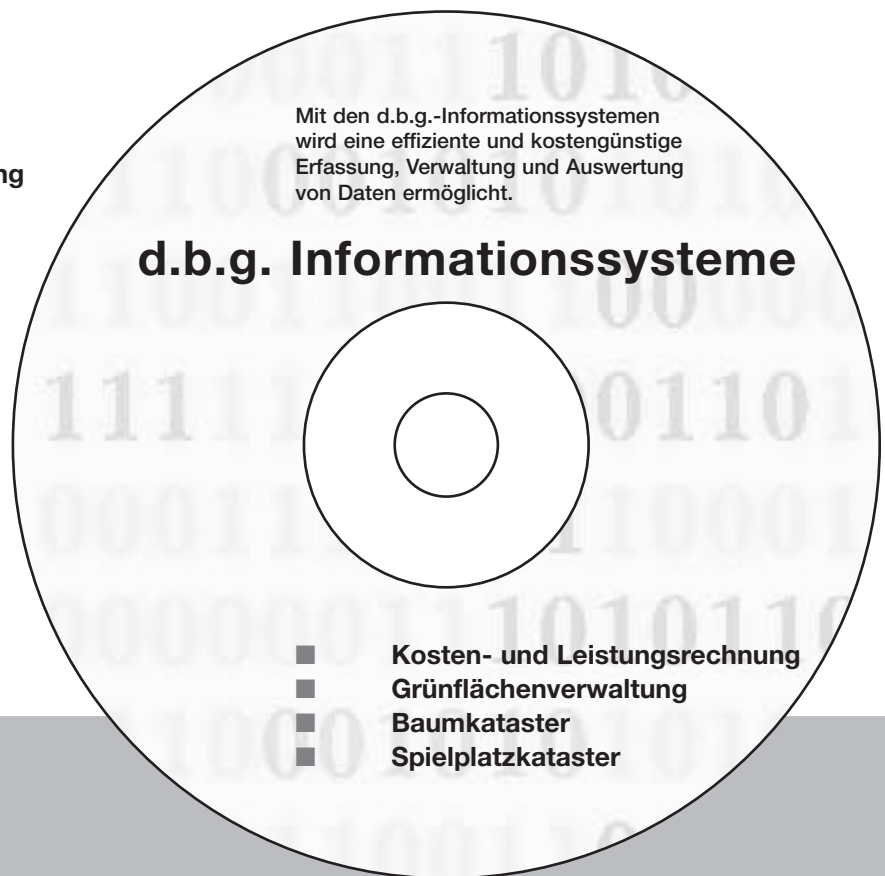 ng
Mit den d.b.g.-Informationssystemen
wird eine effiziente und kostengünstige
Erfassung, Verwaltung und Auswertung
von Daten ermöglicht.
d.b.g. Informationssysteme
Kosten- und Leistungsrechnung
Grünflächenverwaltung
Baumkataster
Spielplatzkataster